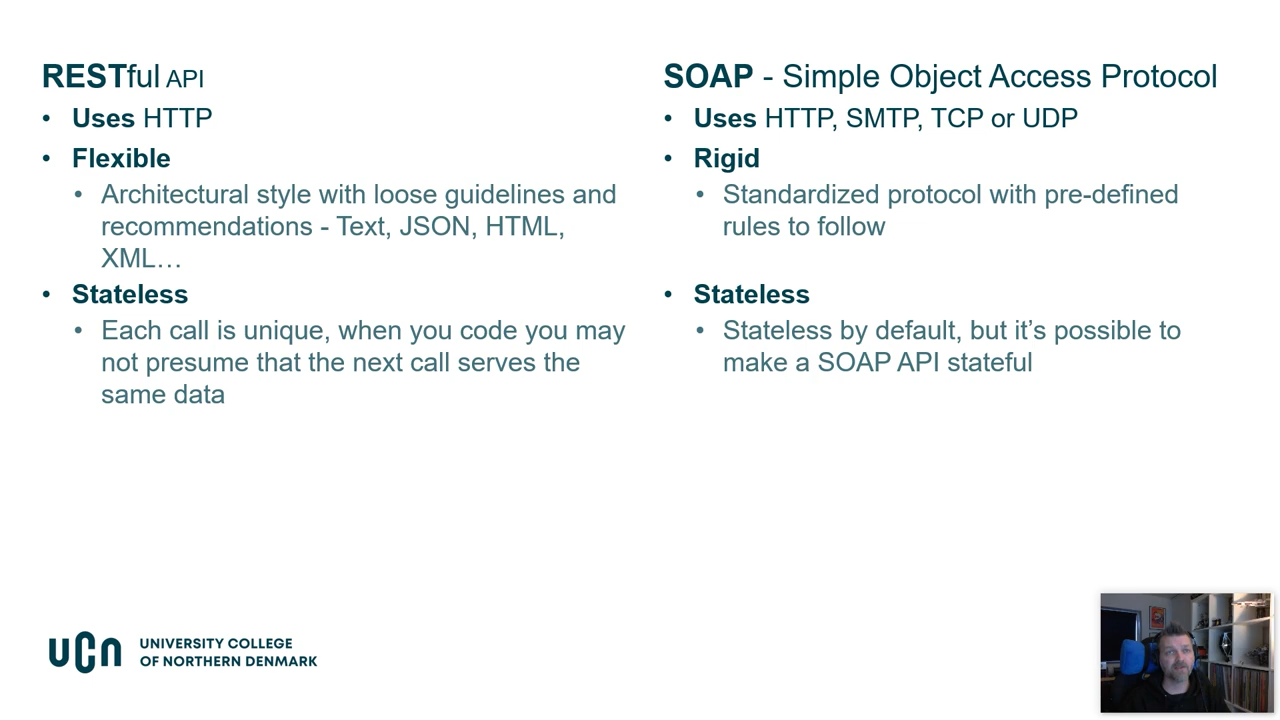 RESTful API
• Uses HTTP
• Flexible
• Architectural style with loose guidelines and
recommendations - Text, JSON, HTML,
XML…
• Stateless
• Each call is unique, when you code you may
not presume that the next call serves the
same data
SOAP - Simple Object Access Protocol
• Uses HTTP, SMTP, TCP or UDP
• Rigid
• Standardized protocol with pre-defined
rules to follow
• Stateless
• Stateless by default, but it’s possible to
make a SOAP API stateful
ucn
UNIVERSITY COLLEGE
OF NORTHERN DENMARK